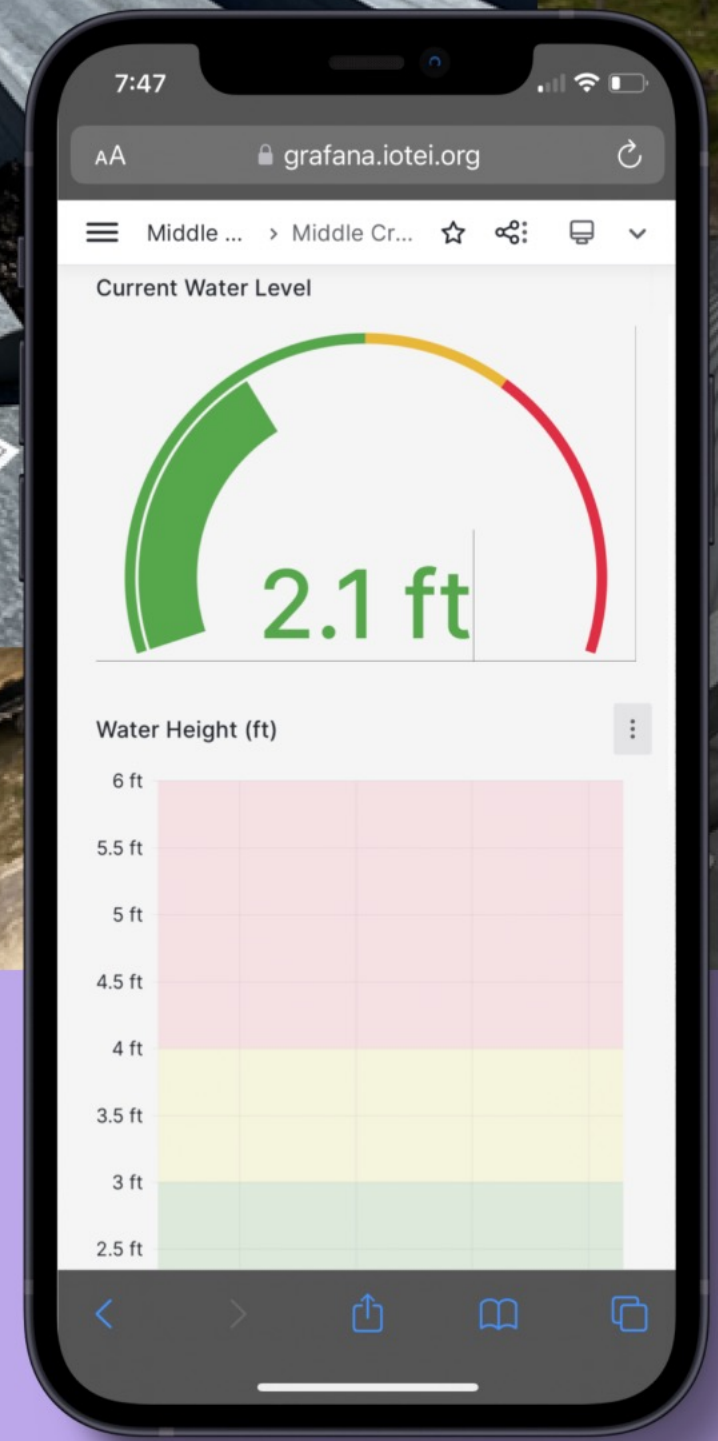 7:47
AA grafana.iotei.org
Middle ... > Middle Cr...
Current Water Level
2.1 ft
Water Height (ft)
6 ft
5.5 ft
5 ft
4.5 ft
4 ft
3.5 ft
3 ft
2.5 ft